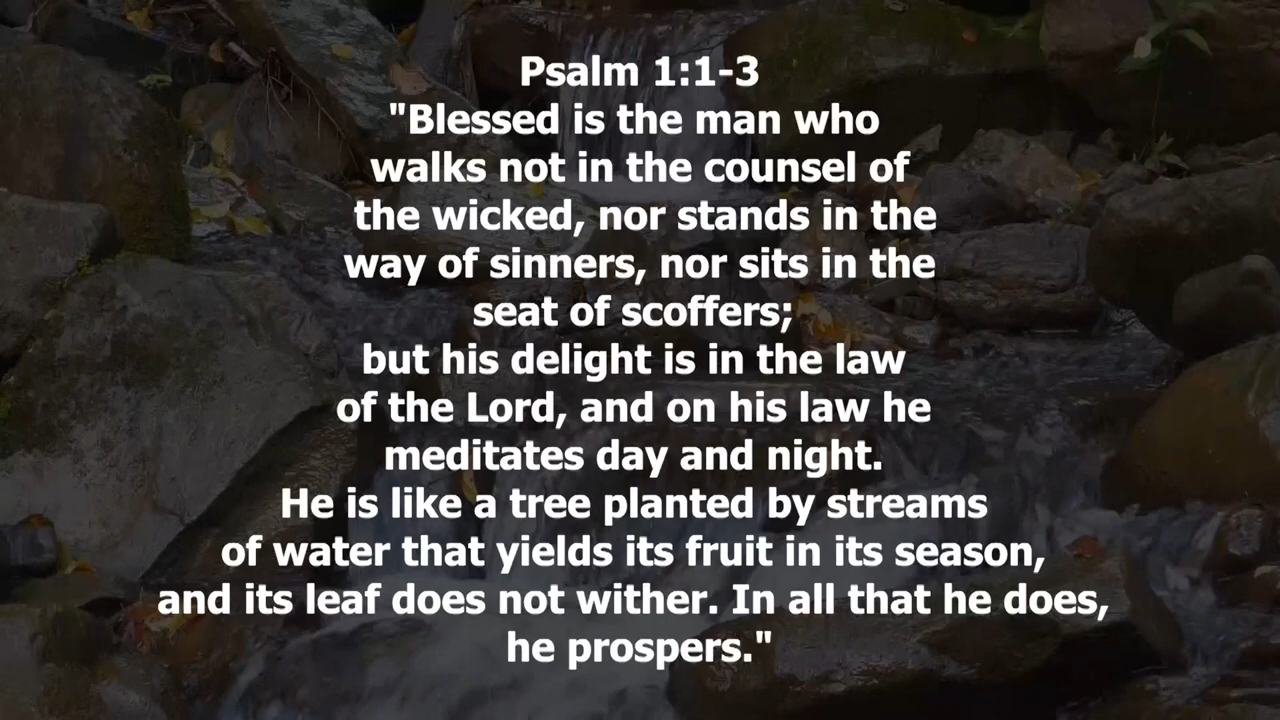 Psalm 1:1-3
"Blessed is the man who
walks not in the counsel of
the wicked, nor stands in the
way of sinners, nor sits in the
seat of scoffers;
but his delight is in the law
of the Lord, and on his law he
meditates day and night.
He is like a tree planted by streams
of water that yields its fruit in its season,
and its leaf does not wither. In all that he does,
he prospers."